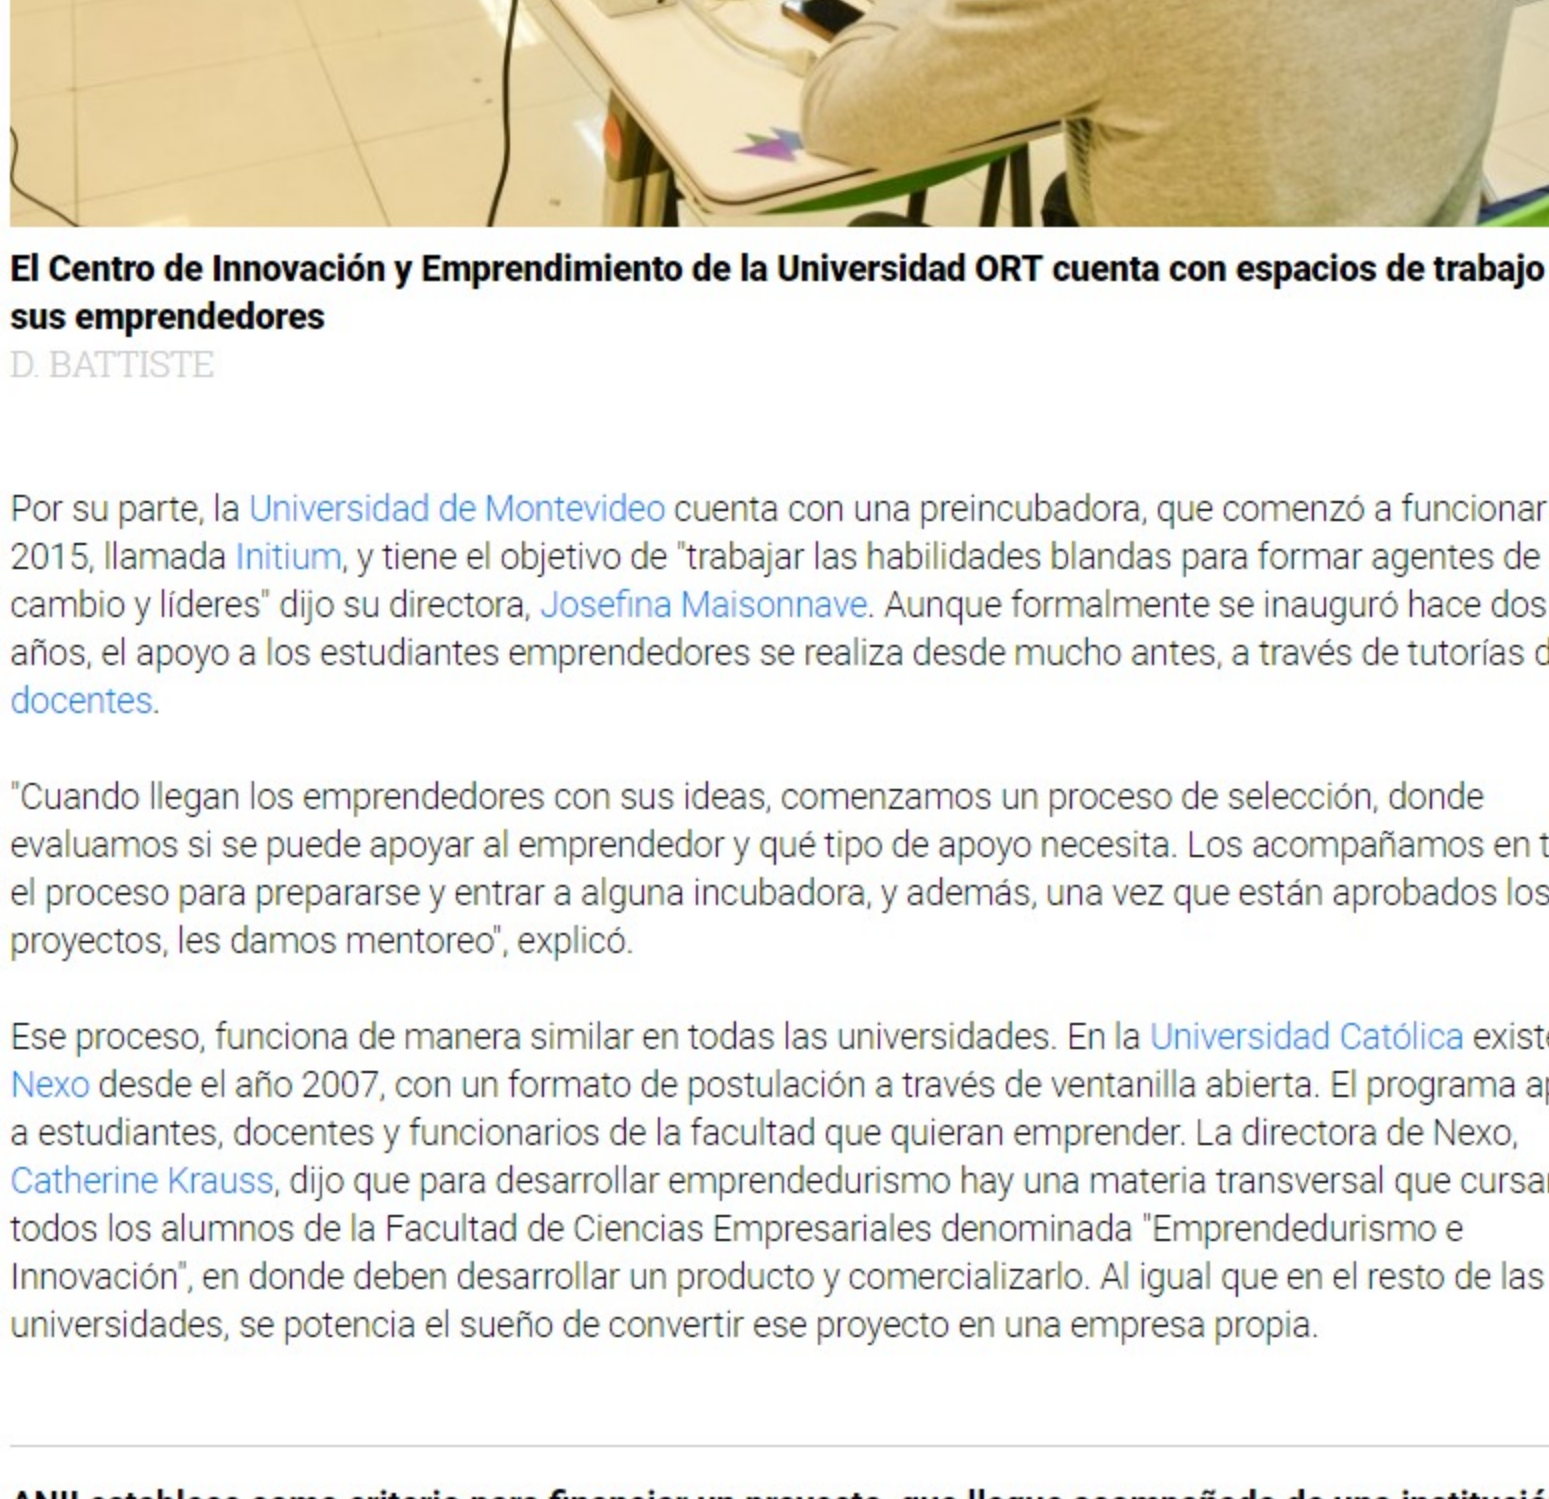 El Centro de Innovación y Emprendimiento de la Universidad ORT cuenta con espacios de trabajo
sus emprendedores
D. BATTISTE
Por su parte, la Universidad de Montevideo cuenta con una preincubadora, que comenzó a funcionar
2015, llamada Initium, y tiene el objetivo de "trabajar las habilidades blandas para formar agentes de
cambio y líderes" dijo su directora, Josefina Maisonnave. Aunque formalmente se inauguró hace dos
años, el apoyo a los estudiantes emprendedores se realiza desde mucho antes, a través de tutorías
docentes.
"Cuando llegan los emprendedores con sus ideas, comenzamos un proceso de selección, donde
evaluamos si se puede apoyar al emprendedor y qué tipo de apoyo necesita. Los acompañamos en
el proceso para prepararse y entrar a alguna incubadora, y además, una vez que están aprobados los
proyectos, les damos mentoreo", explicó.
Ese proceso, funciona de manera similar en todas las universidades. En la Universidad Católica
Nexo desde el año 2007, con un formato de postulación a través de ventanilla abierta. El programa
a estudiantes, docentes y funcionarios de la facultad que quieran emprender. La directora de Nexo,
Catherine Krauss, dijo que para desarrollar emprendedurismo hay una materia transversal que
todos los alumnos de la Facultad de Ciencias Empresariales denominada "Emprendedurismo e
Innovación", en donde deben desarrollar un producto y comercializarlo. Al igual que en el resto de las
universidades, se potencia el sueño de convertir ese proyecto en una empresa propia.